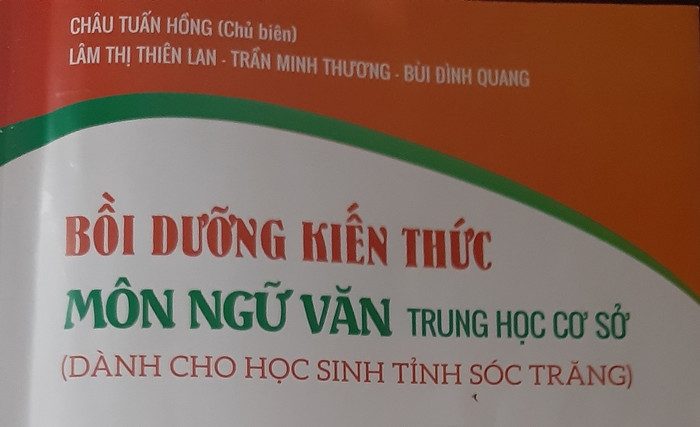 CHÂU TUẤN HỒNG (Chủ biên)
LÂM THỊ THIÊN LAN - TRẦN MINH THƯƠNG - BÙI ĐÌNH QUANG
BỒI DƯỠNG KIẾN THỨC
MÔN NGỮ VĂN TRUNG HỌC CƠ SỞ
(DÀNH CHO HỌC SINH TỈNH SÓC TRĂNG)